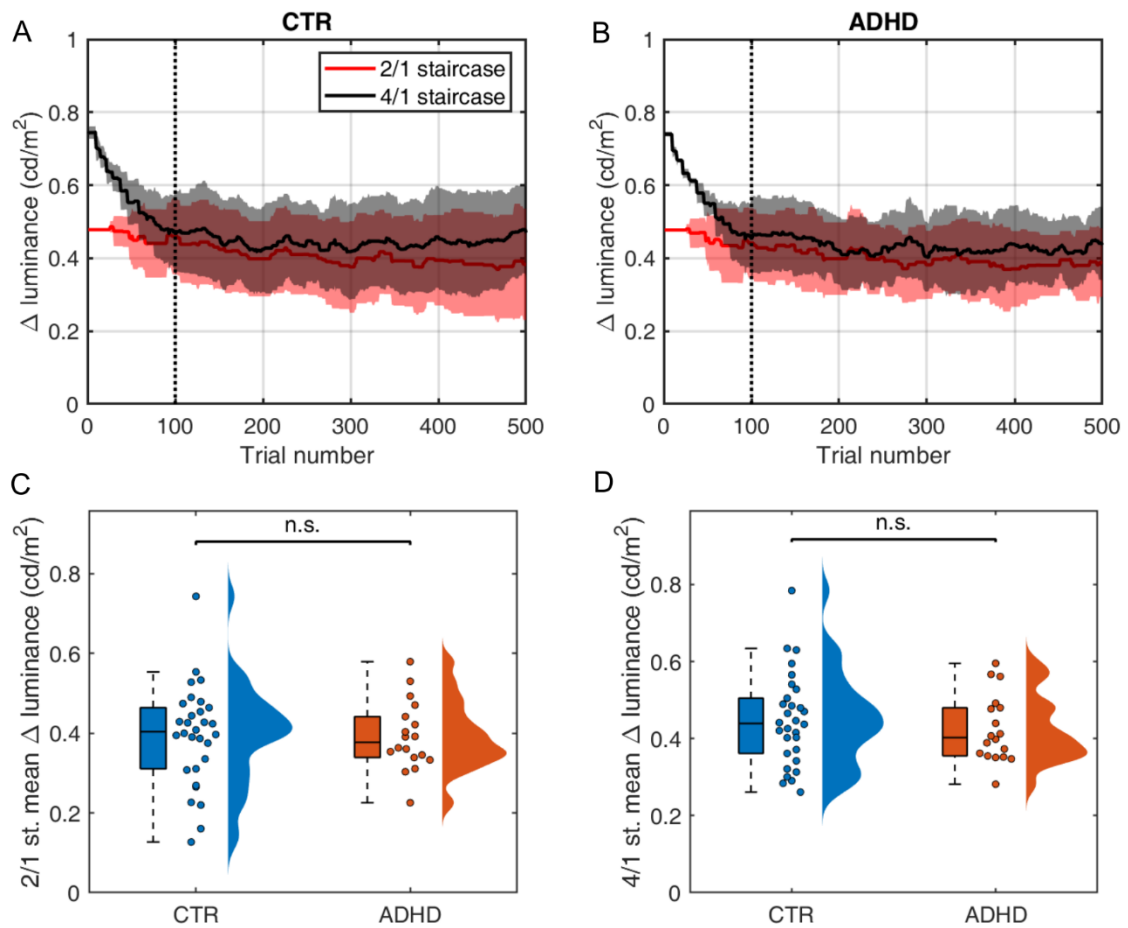 A
CTR
2/1 staircase
4/1 staircase
Δ luminance (cd/m²)
1
0.8
0.6
0.4
0.2
0
0 100 200 300 400 500
Trial number
B
ADHD
Δ luminance (cd/m²)
1
0.8
0.6
0.4
0.2
0
0 100 200 300 400 500
Trial number
C
n.s.
2/1 st. mean Δ luminance (cd/m²)
0.8
0.6
0.4
0.2
0
CTR ADHD
D
n.s.
4/1 st. mean Δ luminance (cd/m²)
0.8
0.6
0.4
0.2
0
CTR ADHD